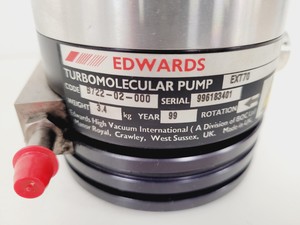 EDWARDS
TURBOMOLECULAR PUMP EXT70
CODE B722-02-000 SERIAL 996183401
WEIGHT 3.4 kg YEAR 99 ROTATION
Edwards High Vacuum International (A Division of BOC
Manor Royal, Crawley, West Sussex, UK. Made in